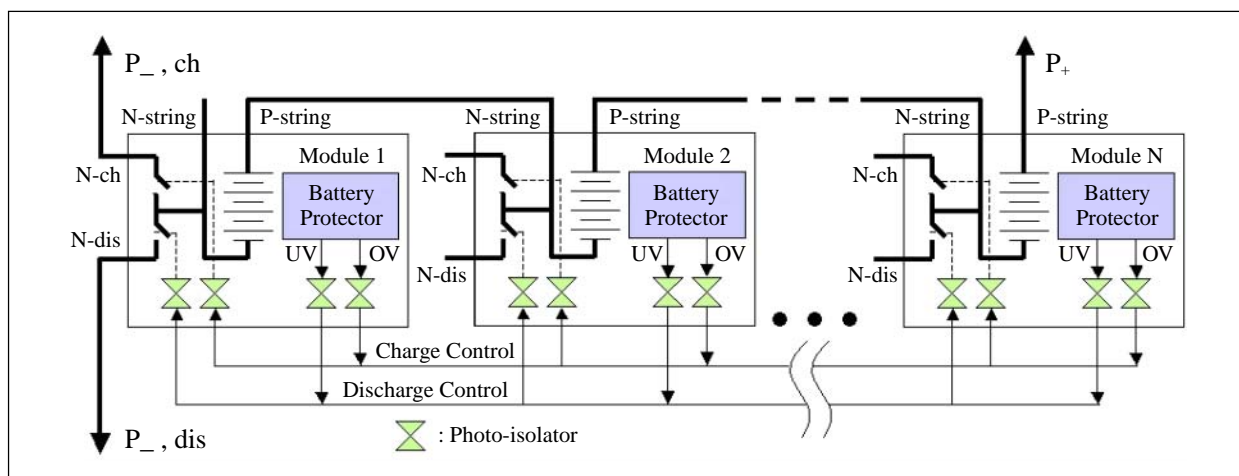 P_ , ch
P+
N-string
P-string
N-string
P-string
N-string
P-string
Module 1
Module 2
Module N
N-ch
N-ch
N-ch
Battery
Protector
Battery
Protector
Battery
Protector
N-dis
UV
OV
N-dis
UV
OV
N-dis
UV
OV
Charge Control
Discharge Control
P_ , dis
: Photo-isolator